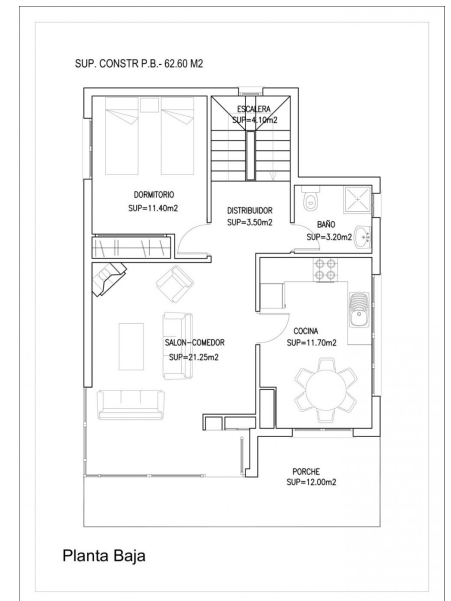 SUP. CONSTR P.B.- 62.60 M2
ESCALERA
SUP=4.10m2
DORMITORIO
SUP=11.40m2
DISTRIBUIDOR
SUP=3.50m2
BAÑO
SUP=3.20m2
SALON-COMEDOR
SUP=21.25m2
COCINA
SUP=11.70m2
PORCHE
SUP=12.00m2
Planta Baja